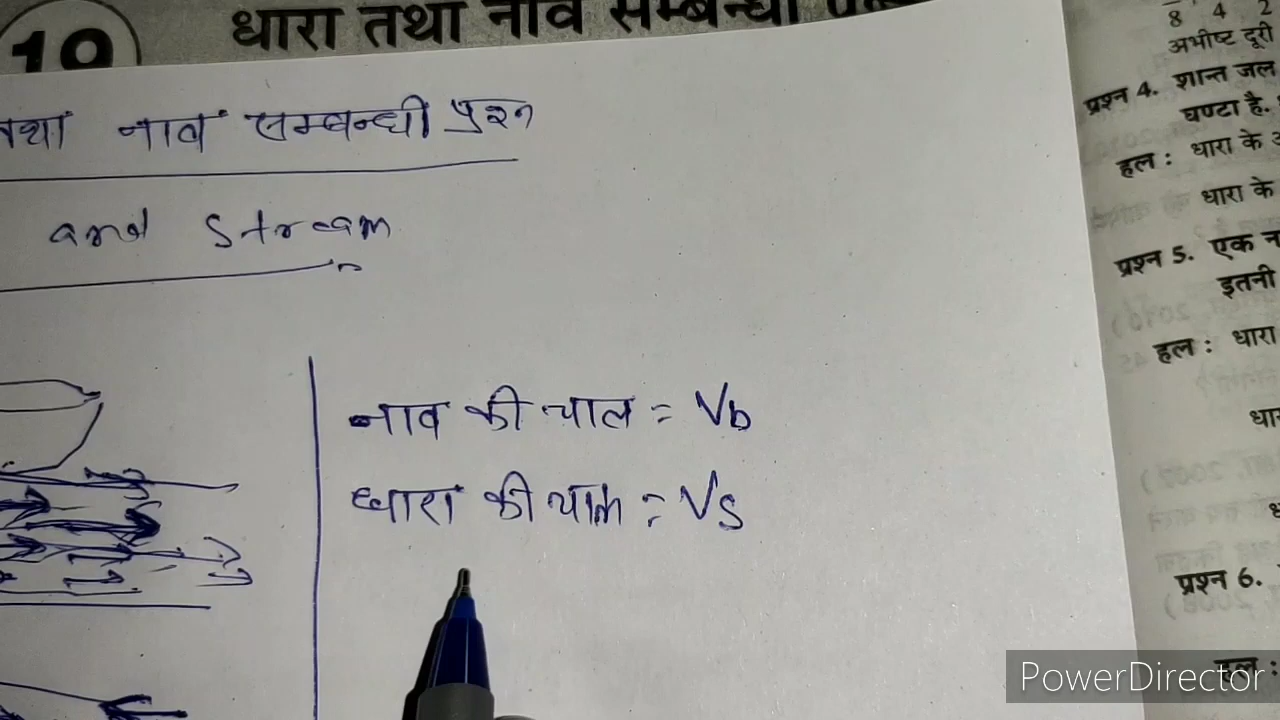 19 धारा तथा नाव सम्बन्धी
तथा नाव सम्बन्धी प्रश्न
and Stream
नाव की चाल = Vb
धारा की चाल = Vs
8 4 2
अभीष्ट दूरी
प्रश्न 4. शान्त जल
घण्टा है.
हल : धारा के
धारा के
प्रश्न 5. एक
इतनी
हल : धारा
प्रश्न 6.
हल :
PowerDirector